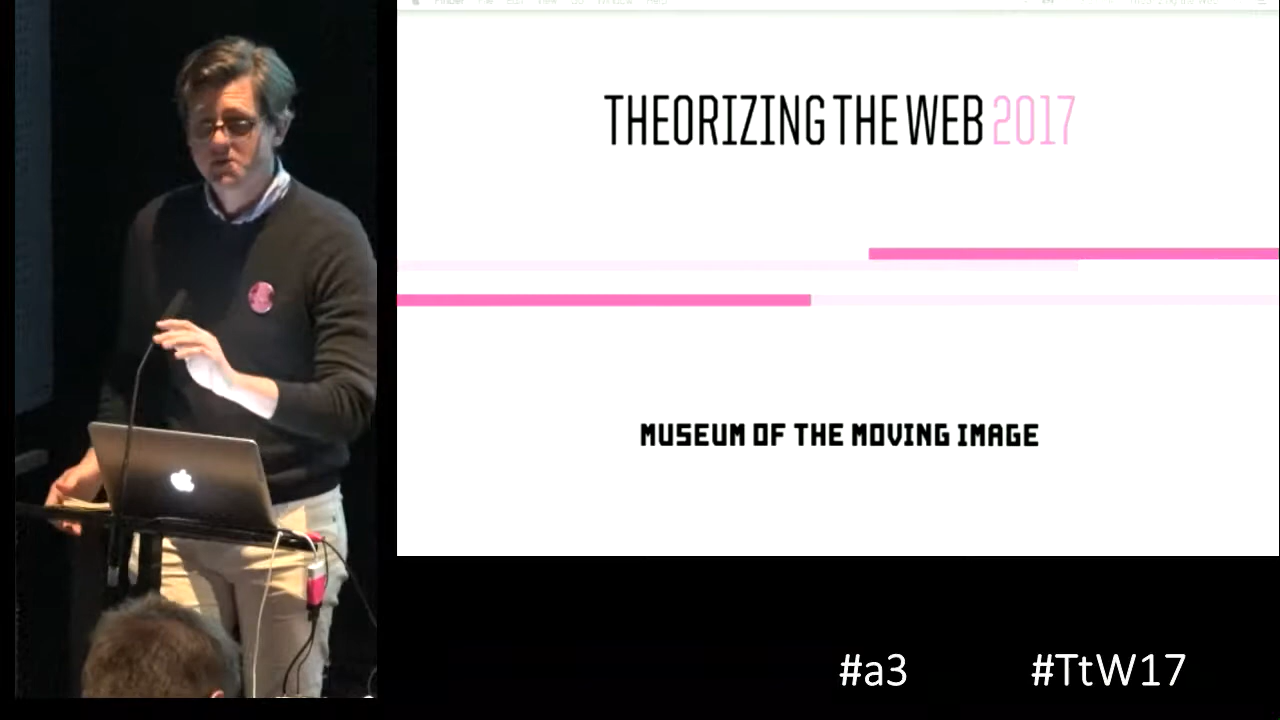 THEORIZING THE WEB 2017
MUSEUM OF THE MOVING IMAGE
#a3 #TtW17